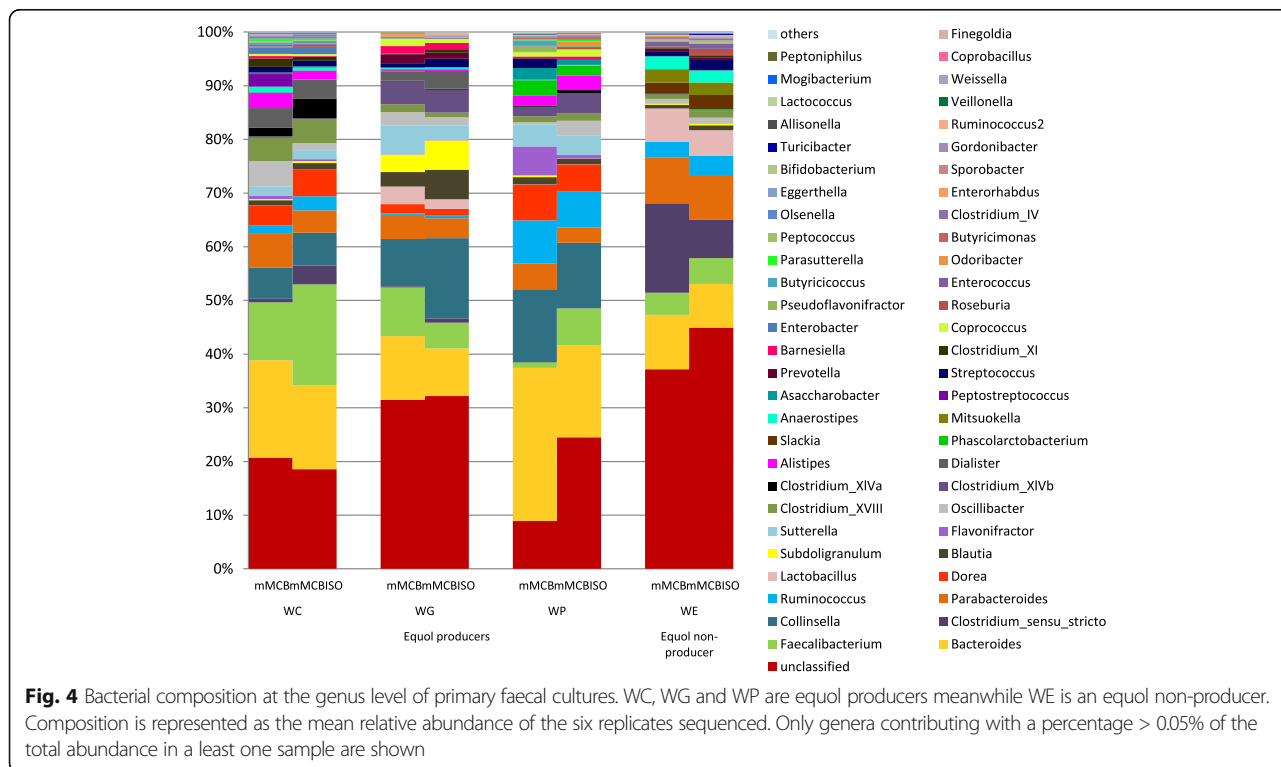 100%
90%
80%
70%
60%
50%
40%
30%
20%
10%
0%
mMCBmMCBISO mMCBmMCBISO mMCBmMCBISO mMCBmMCBISO
WC WG WP WE
Equol producers
Equol non-
producer
others Finegoldia
Peptoniphilus Coprobacillus
Mogibacterium Weissella
Lactococcus Veillonella
Allisonella Ruminococcus2
Turicibacter Gordonibacter
Bifidobacterium Sporobacter
Eggerthella Enterorhabdus
Olsenella Clostridium_IV
Peptococcus Butyricimonas
Parasutterella Odoribacter
Butyricicoccus Enterococcus
Pseudoflavonifractor Roseburia
Enterobacter Coprococcus
Barnesiella Clostridium_XI
Prevotella Streptococcus
Asaccharobacter Peptostreptococcus
Anaerostipes Mitsuokella
Slackia Phascolarctobacterium
Alistipes Dialister
Clostridium_XIVa Clostridium_XIVb
Clostridium_XVIII Oscillibacter
Sutterella Flavonifractor
Subdoligranulum Blautia
Lactobacillus Dorea
Ruminococcus Parabacteroides
Collinsella Clostridium_sensu_stricto
Faecalibacterium Bacteroides
unclassified
Fig. 4 Bacterial composition at the genus level of primary faecal cultures. WC, WG and WP are equol producers meanwhile WE is an equol non-producer.
Composition is represented as the mean relative abundance of the six replicates sequenced. Only genera contributing with a percentage > 0.05% of the
total abundance in a least one sample are shown